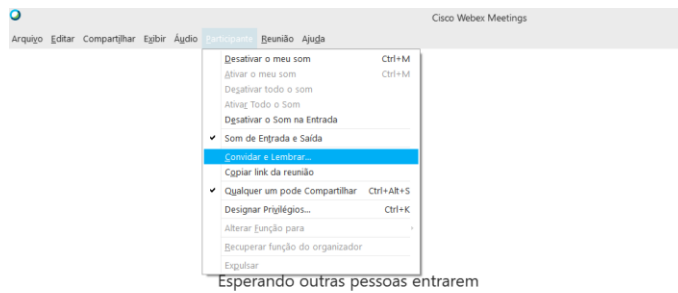 Cisco Webex Meetings
Arquivo Editar Compartilhar Exibir Áudio Participante Reunião Ajuda
Desativar o meu som Ctrl+M
Ativar o meu som Ctrl+M
Desativar todo o som
Ativar Todo o Som
Desativar o Som na Entrada
✔ Som de Entrada e Saída
Convidar e Lembrar...
Copiar link da reunião
✔ Qualquer um pode Compartilhar Ctrl+Alt+S
Designar Privilégios... Ctrl+K
Alterar Função para
Recuperar função do organizador
Expulsar
Esperando outras pessoas entrarem